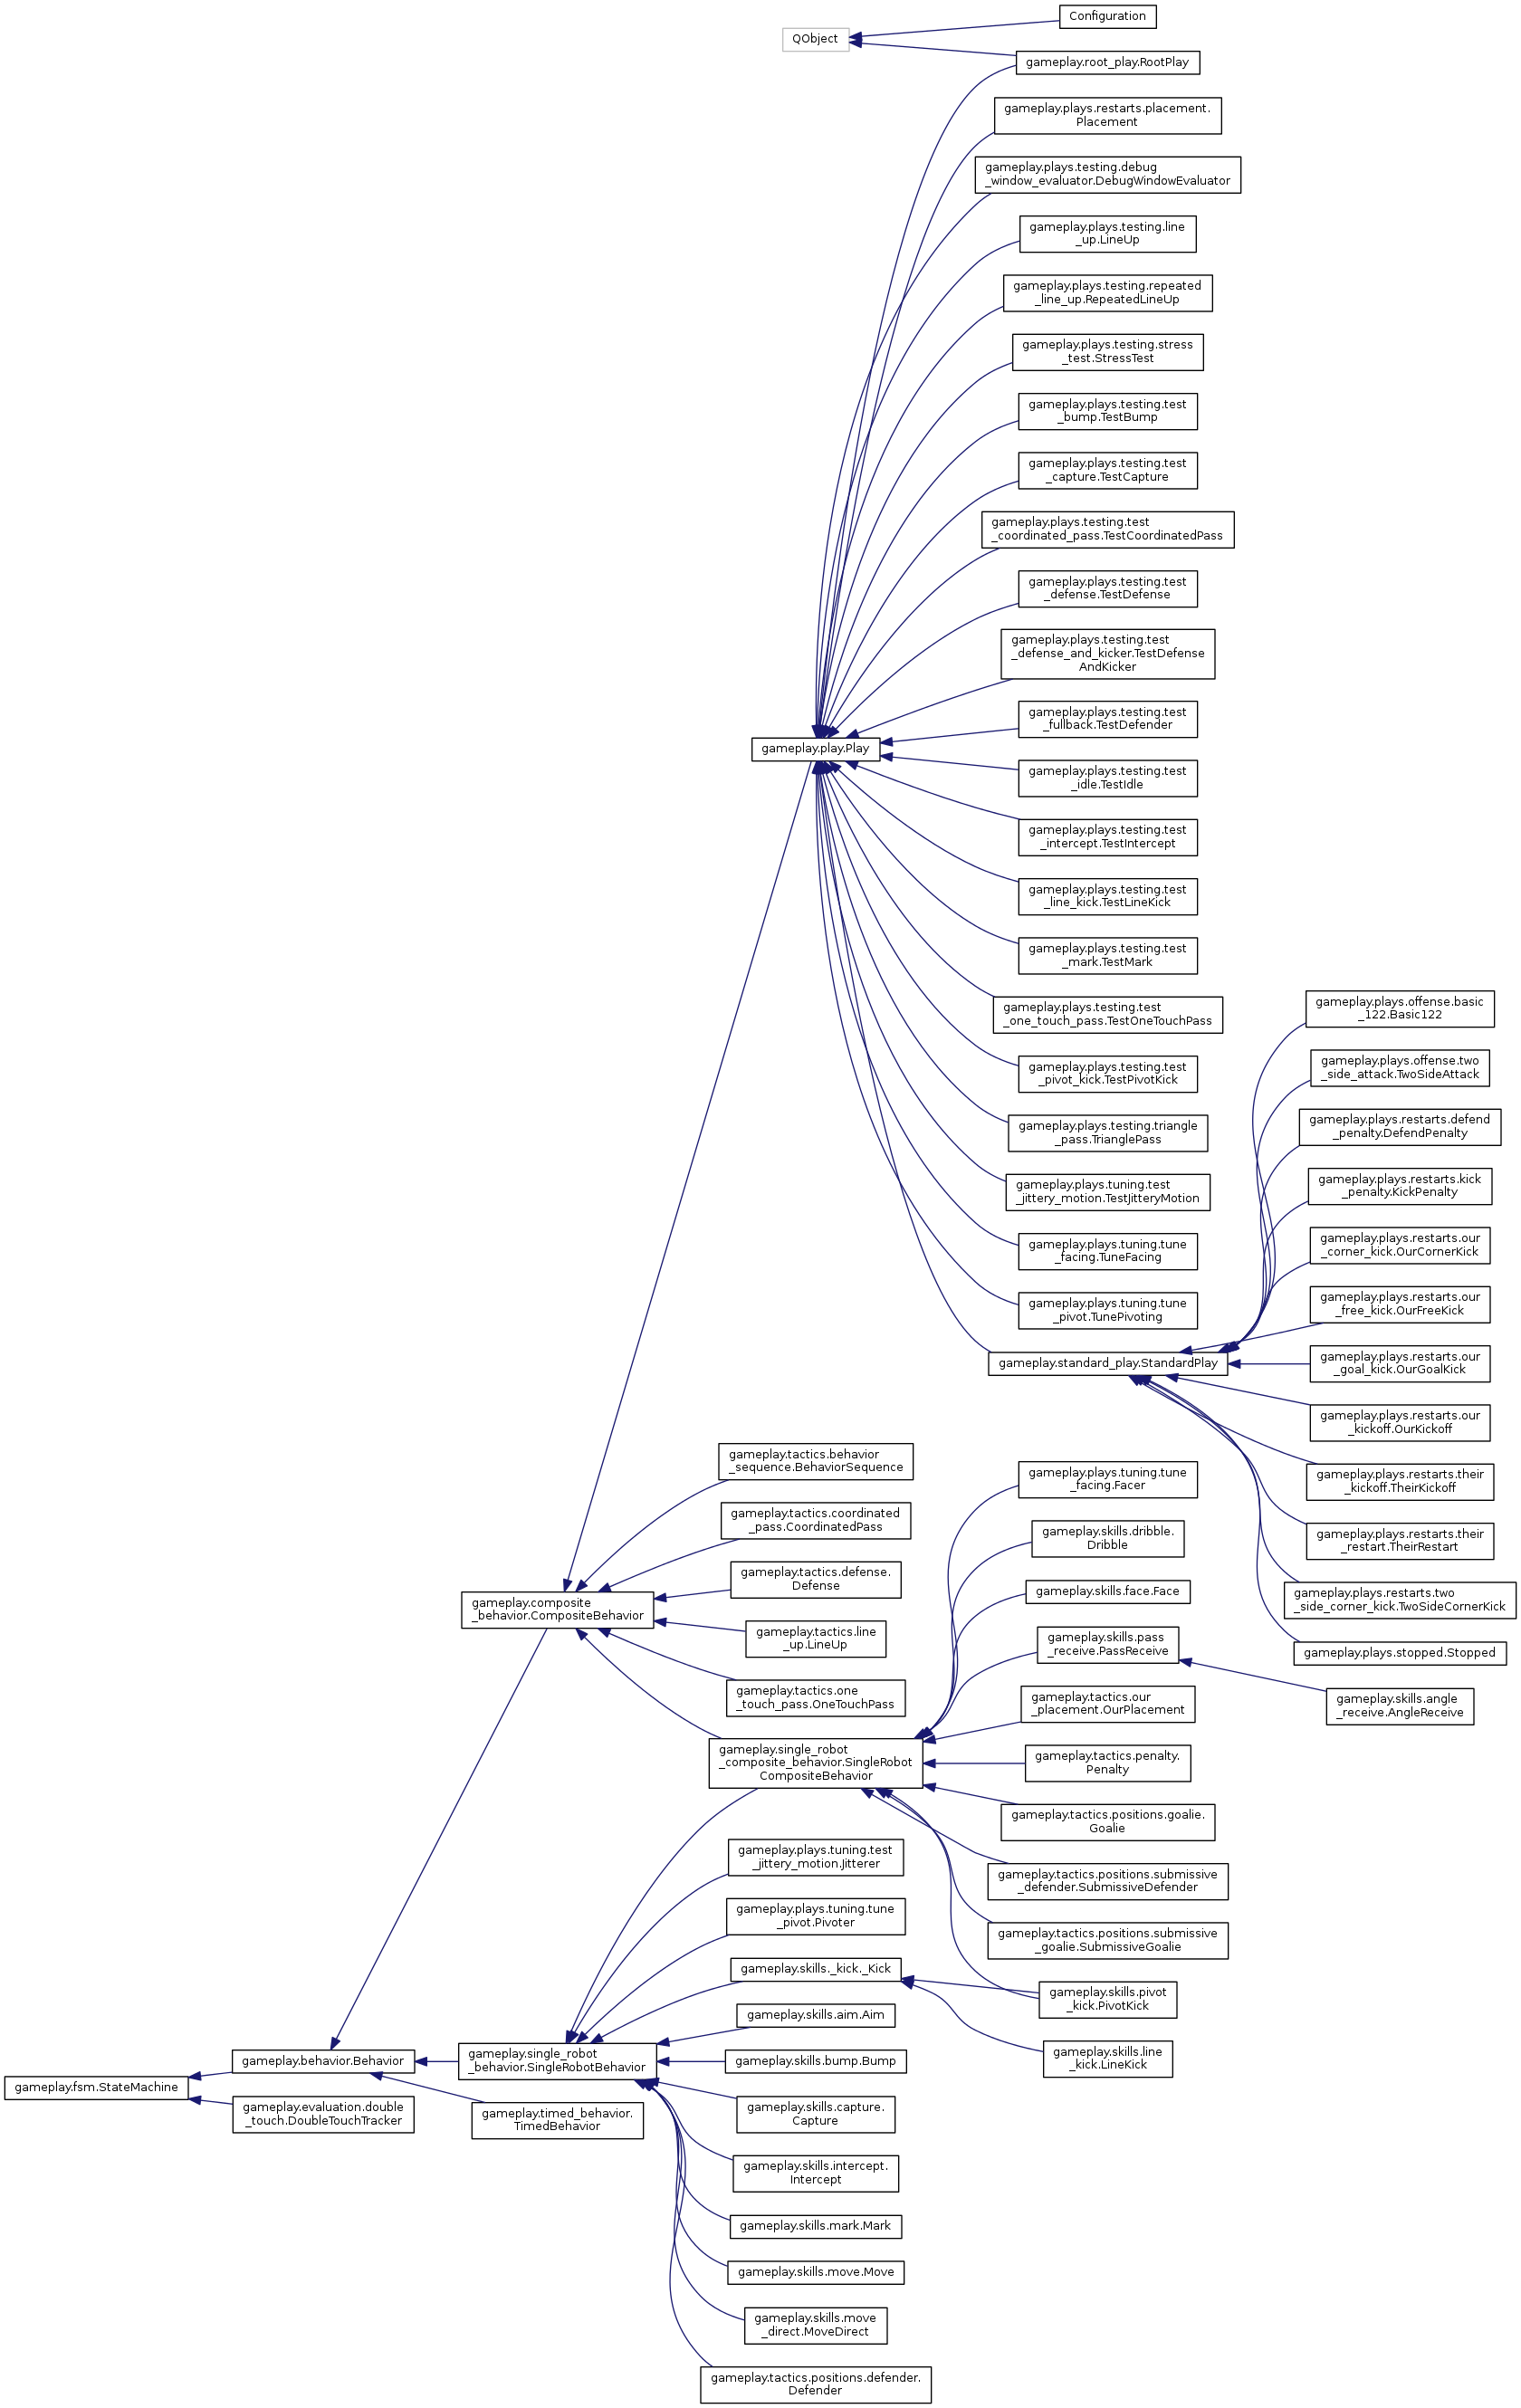 Configuration
QObject
gameplay.root_play.RootPlay
gameplay.plays.restarts.placement.
Placement
gameplay.plays.testing.debug
_window_evaluator.DebugWindowEvaluator
gameplay.plays.testing.line
_up.LineUp
gameplay.plays.testing.repeated
_line_up.RepeatedLineUp
gameplay.plays.testing.stress
_test.StressTest
gameplay.plays.testing.test
_bump.TestBump
gameplay.plays.testing.test
_capture.TestCapture
gameplay.plays.testing.test
_coordinated_pass.TestCoordinatedPass
gameplay.plays.testing.test
_defense.TestDefense
gameplay.plays.testing.test
_defense_and_kicker.TestDefense
AndKicker
gameplay.plays.testing.test
_fullback.TestDefender
gameplay.play.Play
gameplay.plays.testing.test
_idle.TestIdle
gameplay.plays.testing.test
_intercept.TestIntercept
gameplay.plays.testing.test
_line_kick.TestLineKick
gameplay.plays.testing.test
_mark.TestMark
gameplay.plays.testing.test
_one_touch_pass.TestOneTouchPass
gameplay.plays.testing.test
_pivot_kick.TestPivotKick
gameplay.plays.testing.triangle
_pass.TrianglePass
gameplay.plays.tuning.test
_jittery_motion.TestJitteryMotion
gameplay.plays.tuning.tune
_facing.TuneFacing
gameplay.plays.tuning.tune
_pivot.TunePivoting
gameplay.standard_play.StandardPlay
gameplay.plays.offense.basic
_122.Basic122
gameplay.plays.offense.two
_side_attack.TwoSideAttack
gameplay.plays.restarts.defend
_penalty.DefendPenalty
gameplay.plays.restarts.kick
_penalty.KickPenalty
gameplay.plays.restarts.our
_corner_kick.OurCornerKick
gameplay.plays.restarts.our
_free_kick.OurFreeKick
gameplay.plays.restarts.our
_goal_kick.OurGoalKick
gameplay.plays.restarts.our
_kickoff.OurKickoff
gameplay.plays.restarts.their
_kickoff.TheirKickoff
gameplay.plays.restarts.their
_restart.TheirRestart
gameplay.plays.restarts.two
_side_corner_kick.TwoSideCornerKick
gameplay.plays.stopped.Stopped
gameplay.tactics.behavior
_sequence.BehaviorSequence
gameplay.tactics.coordinated
_pass.CoordinatedPass
gameplay.tactics.defense.
Defense
gameplay.composite
_behavior.CompositeBehavior
gameplay.tactics.line
_up.LineUp
gameplay.tactics.one
_touch_pass.OneTouchPass
gameplay.single_robot
_composite_behavior.SingleRobot
CompositeBehavior
gameplay.plays.tuning.tune
_facing.Facer
gameplay.skills.dribble.
Dribble
gameplay.skills.face.Face
gameplay.skills.pass
_receive.PassReceive
gameplay.skills.angle
_receive.AngleReceive
gameplay.tactics.our
_placement.OurPlacement
gameplay.tactics.penalty.
Penalty
gameplay.tactics.positions.goalie.
Goalie
gameplay.tactics.positions.submissive
_defender.SubmissiveDefender
gameplay.tactics.positions.submissive
_goalie.SubmissiveGoalie
gameplay.skills.pivot
_kick.PivotKick
gameplay.skills.line
_kick.LineKick
gameplay.plays.tuning.test
_jittery_motion.Jitterer
gameplay.plays.tuning.tune
_pivot.Pivoter
gameplay.skills._kick._Kick
gameplay.skills.aim.Aim
gameplay.single_robot
_behavior.SingleRobotBehavior
gameplay.skills.bump.Bump
gameplay.skills.capture.
Capture
gameplay.skills.intercept.
Intercept
gameplay.skills.mark.Mark
gameplay.skills.move.Move
gameplay.skills.move
_direct.MoveDirect
gameplay.tactics.positions.defender.
Defender
gameplay.behavior.Behavior
gameplay.timed_behavior.
TimedBehavior
gameplay.fsm.StateMachine
gameplay.evaluation.double
_touch.DoubleTouchTracker